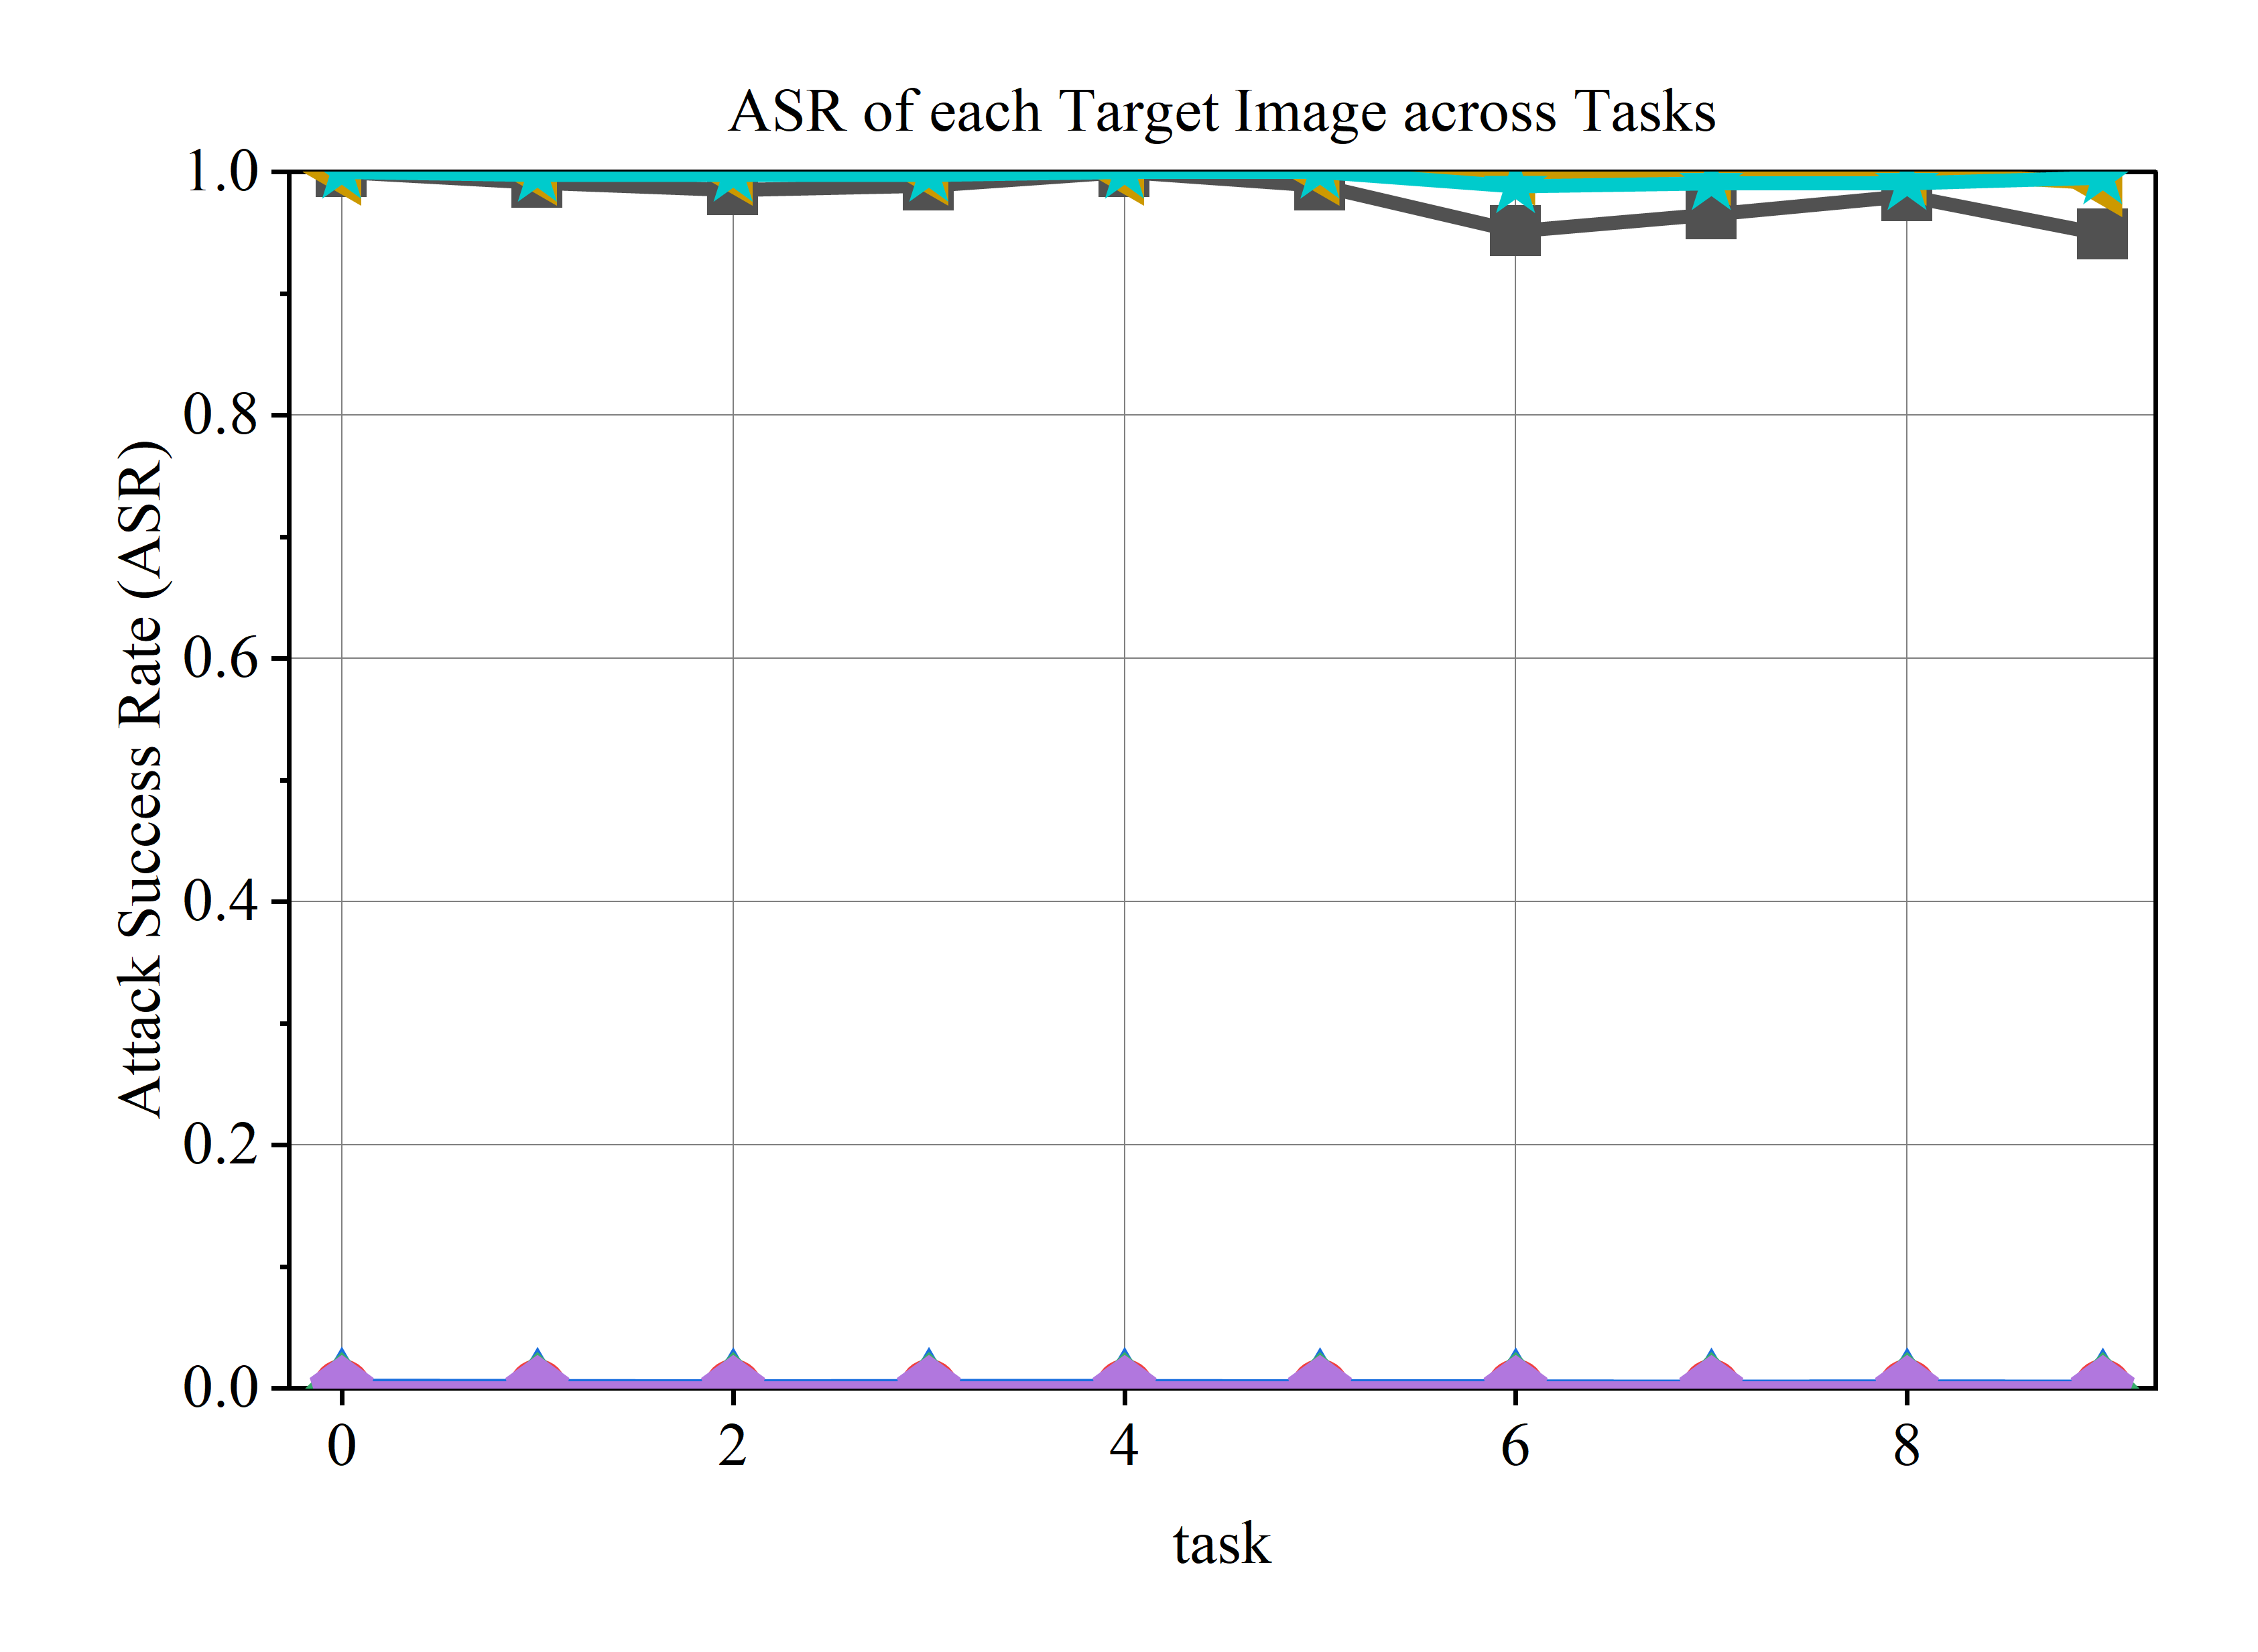 ASR of each Target Image across Tasks
Attack Success Rate (ASR)
1.0
0.8
0.6
0.4
0.2
0.0
0 2 4 6 8
task